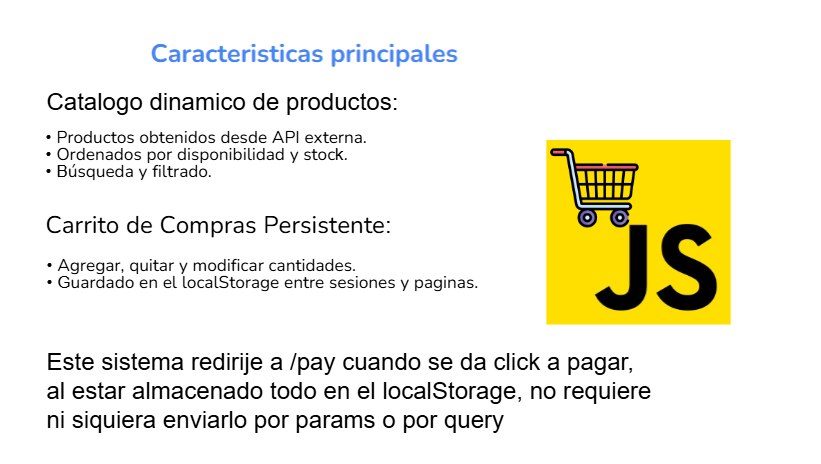 Caracteristicas principales
Catalogo dinamico de productos:
• Productos obtenidos desde API externa.
• Ordenados por disponibilidad y stock.
• Búsqueda y filtrado.
Carrito de Compras Persistente:
• Agregar, quitar y modificar cantidades.
• Guardado en el localStorage entre sesiones y paginas.
JS
Este sistema redirije a /pay cuando se da click a pagar,
al estar almacenado todo en el localStorage, no requiere
ni siquiera enviarlo por params o por query